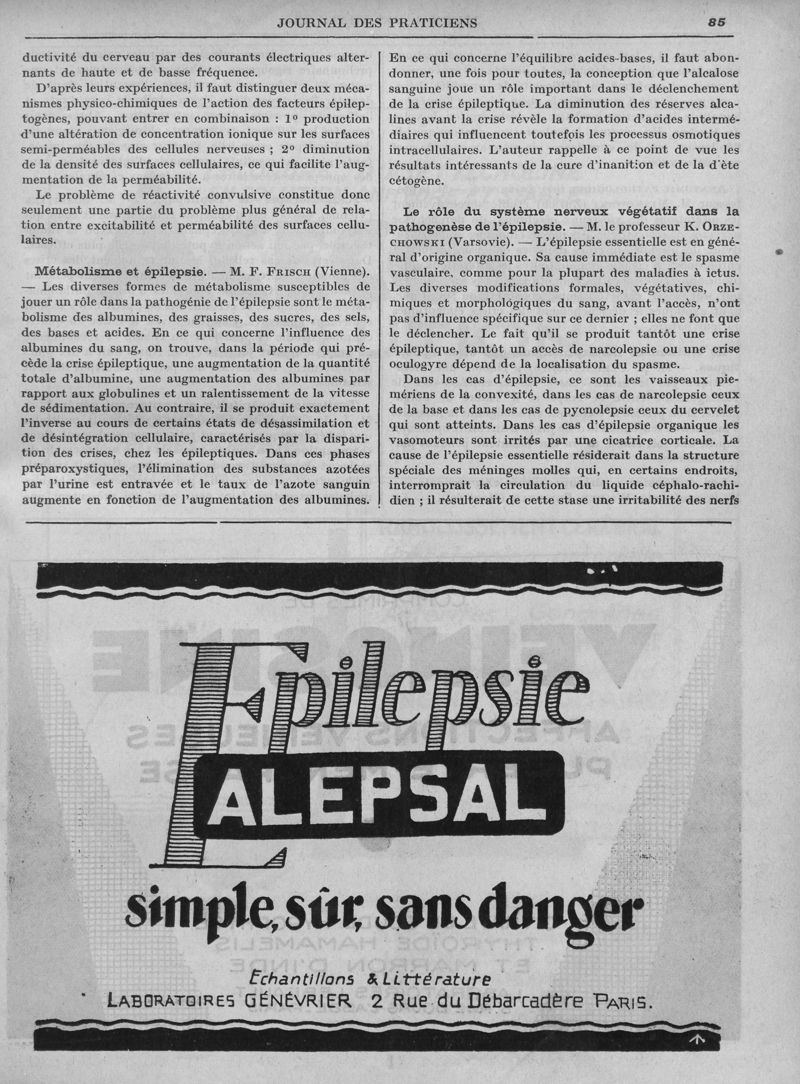 JOURNAL DES PRATICIENS 85
ductivité du cerveau par des courants électriques alter-
nants de haute et de basse fréquence.
D'après leurs expériences, il faut distinguer deux méca-
nismes physico-chimiques de l'action des facteurs épilep-
togènes, pouvant entrer en combinaison : 1º production
d'une altération de concentration ionique sur les surfaces
semi-perméables des cellules nerveuses ; 2º diminution
de la densité des surfaces cellulaires, ce qui facilite l'aug-
mentation de la perméabilité.
Le problème de réactivité convulsive constitue donc
seulement une partie du problème plus général de rela-
tion entre excitabilité et perméabilité des surfaces cellu-
laires.
Métabolisme et épilepsie. — M. F. FRISCH (Vienne).
— Les diverses formes de métabolisme susceptibles de
jouer un rôle dans la pathogénie de l'épilepsie sont le méta-
bolisme des albumines, des graisses, des sucres, des sels,
des bases et acides. En ce qui concerne l'influence des
albumines du sang, on trouve, dans la période qui pré-
cède la crise épileptique, une augmentation de la quantité
totale d'albumine, une augmentation des albumines par
rapport aux globulines et un ralentissement de la vitesse
de sédimentation. Au contraire, il se produit exactement
l'inverse au cours de certains états de désassimilation et
de désintégration cellulaire, caractérisés par la dispari-
tion des crises, chez les épileptiques. Dans ces phases
préparoxystiques, l'élimination des substances azotées
par l'urine est entravée et le taux de l'azote sanguin
augmente en fonction de l'augmentation des albumines.
En ce qui concerne l'équilibre acides-bases, il faut aban-
donner, une fois pour toutes, la conception que l'alcalose
sanguine joue un rôle important dans le déclenchement
de la crise épileptique. La diminution des réserves alca-
lines avant la crise révèle la formation d'acides intermé-
diaires qui influencent toutefois les processus osmotiques
intracellulaires. L'auteur rappelle à ce point de vue les
résultats intéressants de la cure d'inanition et de la d'ète
cétogène.
Le rôle du système nerveux végétatif dans la
pathogenèse de l'épilepsie. — M. le professeur K. ORZE-
CHOWSKI (Varsovie). — L'épilepsie essentielle est en géné-
ral d'origine organique. Sa cause immédiate est le spasme
vasculaire, comme pour la plupart des maladies à ictus.
Les diverses modifications formales, végétatives, chi-
miques et morphologiques du sang, avant l'accès, n'ont
pas d'influence spécifique sur ce dernier ; elles ne font que
le déclencher. Le fait qu'il se produit tantôt une crise
épileptique, tantôt un accès de narcolepsie ou une crise
oculogyre dépend de la localisation du spasme.
Dans les cas d'épilepsie, ce sont les vaisseaux pie-
mériens de la convexité, dans les cas de narcolepsie ceux
de la base et dans les cas de pycnolepsie ceux du cervelet
qui sont atteints. Dans les cas d'épilepsie organique les
vasomoteurs sont irrités par une cicatrice corticale. La
cause de l'épilepsie essentielle résiderait dans la structure
spéciale des méninges molles qui, en certains endroits,
interromprait la circulation du liquide céphalo-rachi-
dien ; il résulterait de cette stase une irritabilité des nerfs
Epilepsie
ALEPSAL
simple, sûr, sans danger
Echantillons & Littérature
LABORATOIRES GÉNÉVRIER 2 Rue du Débarcadère PARIS.